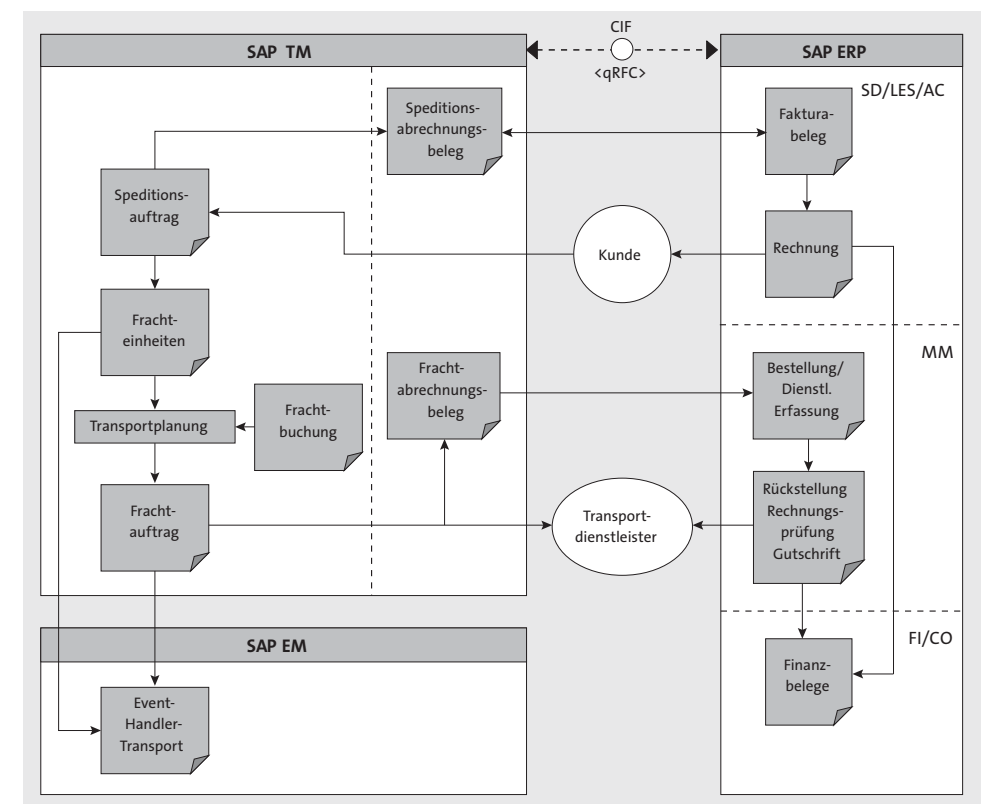 CIF
SAP TM
SAP ERP
<qRFC>
SD/LES/AC
Speditions-
abrechnungs-
beleg
Faktura-
beleg
Speditions-
auftrag
Kunde
Rechnung
Fracht-
einheiten
MM
Fracht-
abrechnungs-
beleg
Bestellung/
Dienstl.
Erfassung
Transportplanung
Fracht-
buchung
Fracht-
auftrag
Transport-
dienstleister
Rückstellung
Rechnungs-
prüfung
Gutschrift
SAP EM
FI/CO
Finanz-
belege
Event-
Handler-
Transport